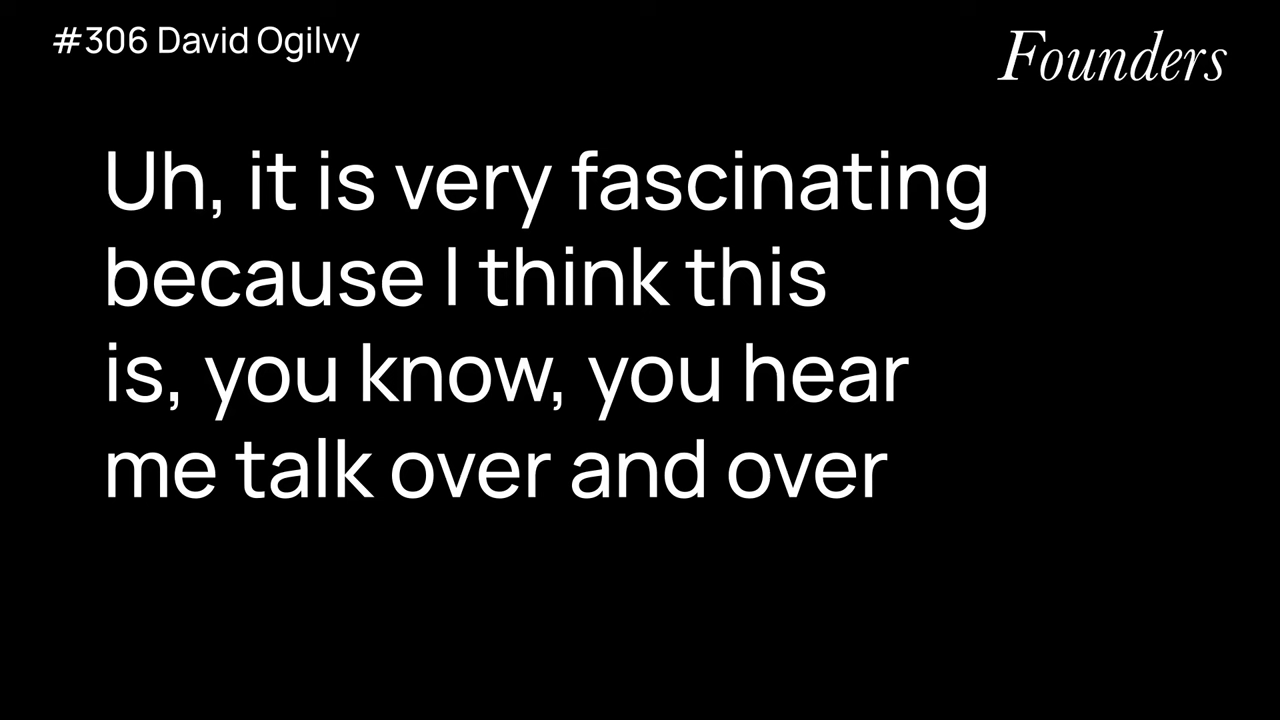 #306 David Ogilvy
Founders
Uh, it is very fascinating
because I think this
is, you know, you hear
me talk over and over